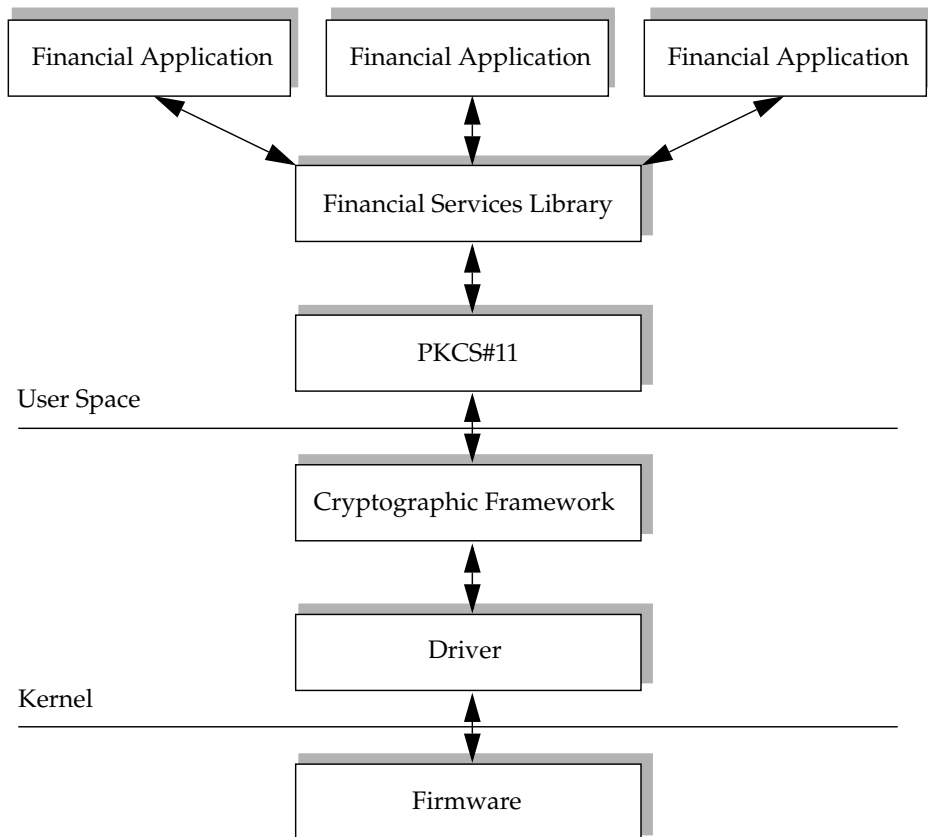 Financial Application
Financial Application
Financial Application
Financial Services Library
PKCS#11
User Space
Cryptographic Framework
Driver
Kernel
Firmware